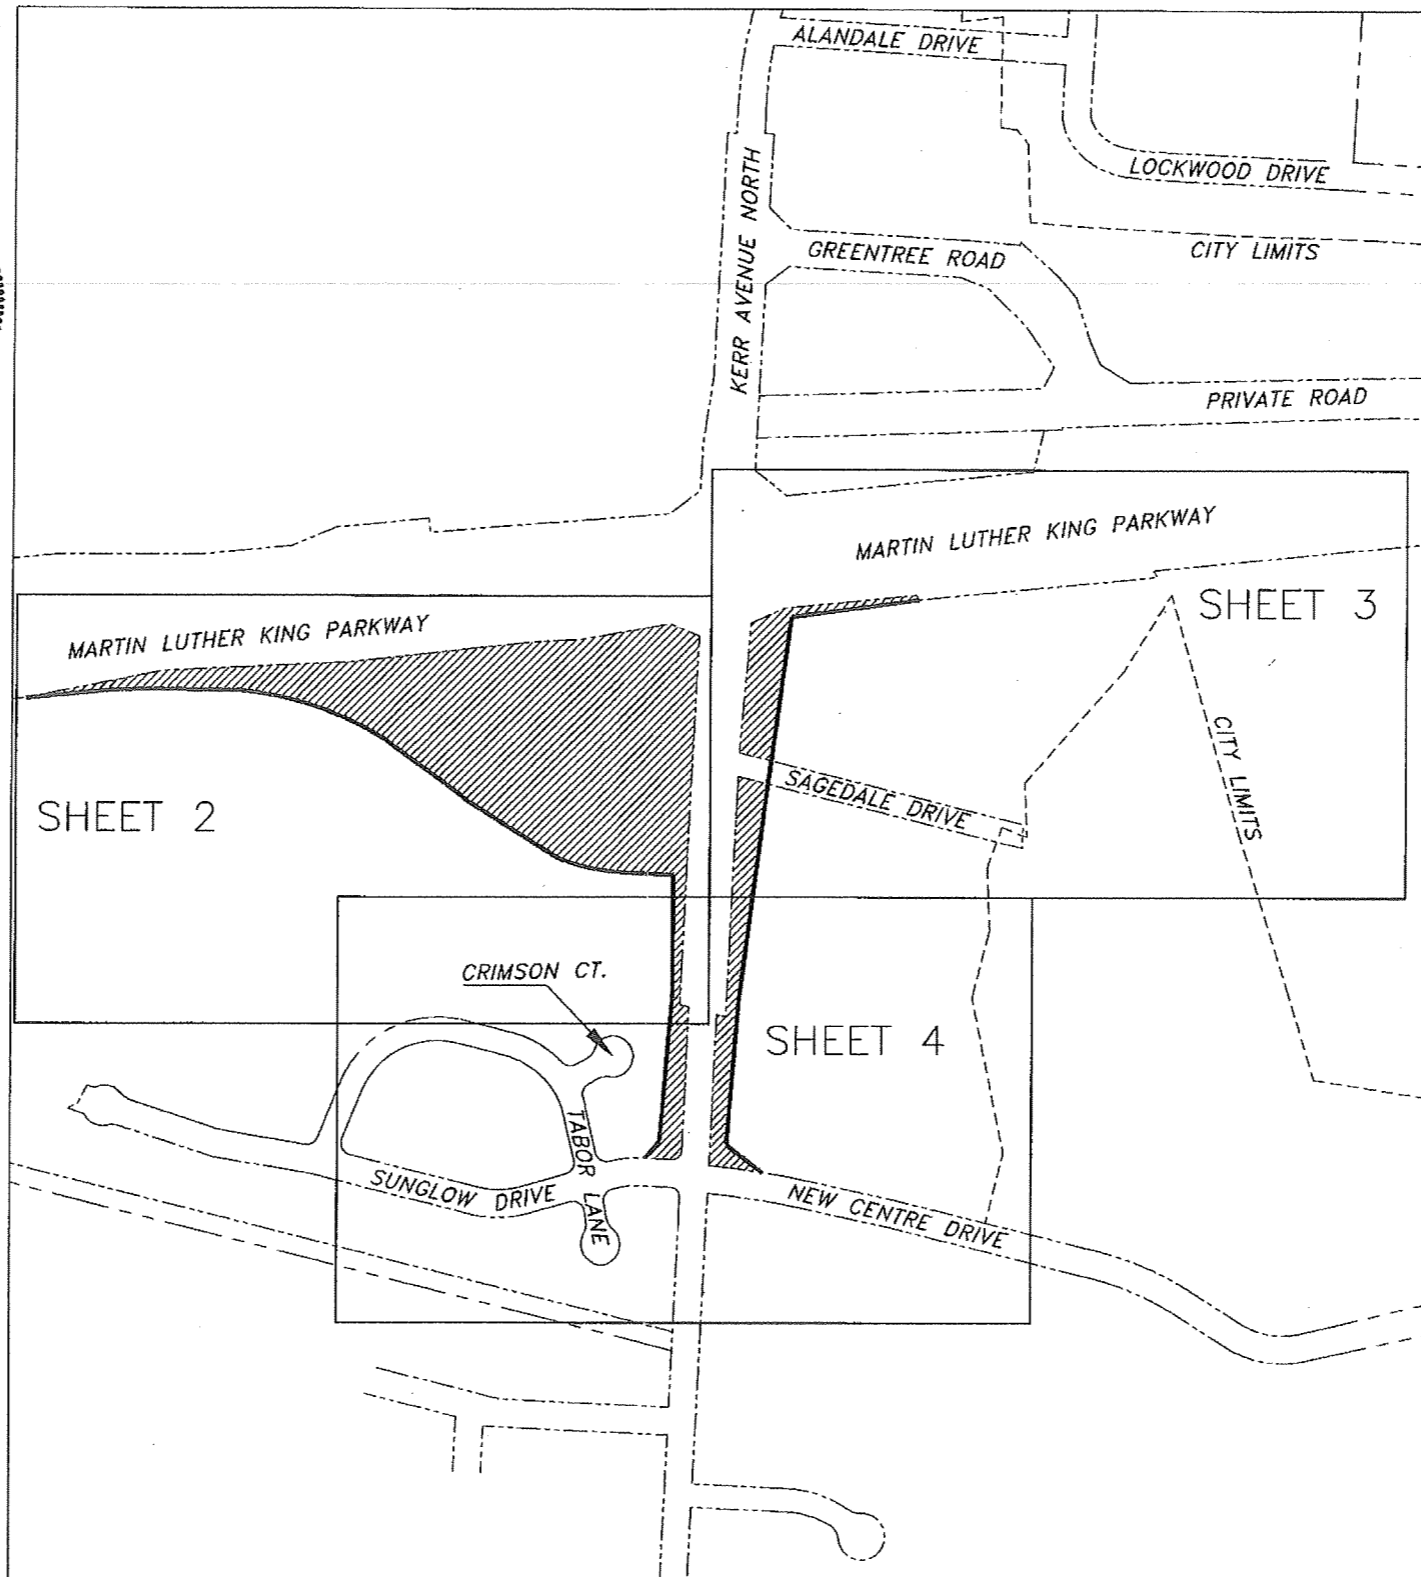 ALANDALE DRIVE
LOCKWOOD DRIVE
KERR AVENUE NORTH
GREENTREE ROAD
CITY LIMITS
PRIVATE ROAD
MARTIN LUTHER KING PARKWAY
SHEET 3
MARTIN LUTHER KING PARKWAY
CITY LIMITS
SAGEDALE DRIVE
SHEET 2
CRIMSON CT.
SHEET 4
TABOR LANE
SUNGLOW DRIVE
NEW CENTRE DRIVE